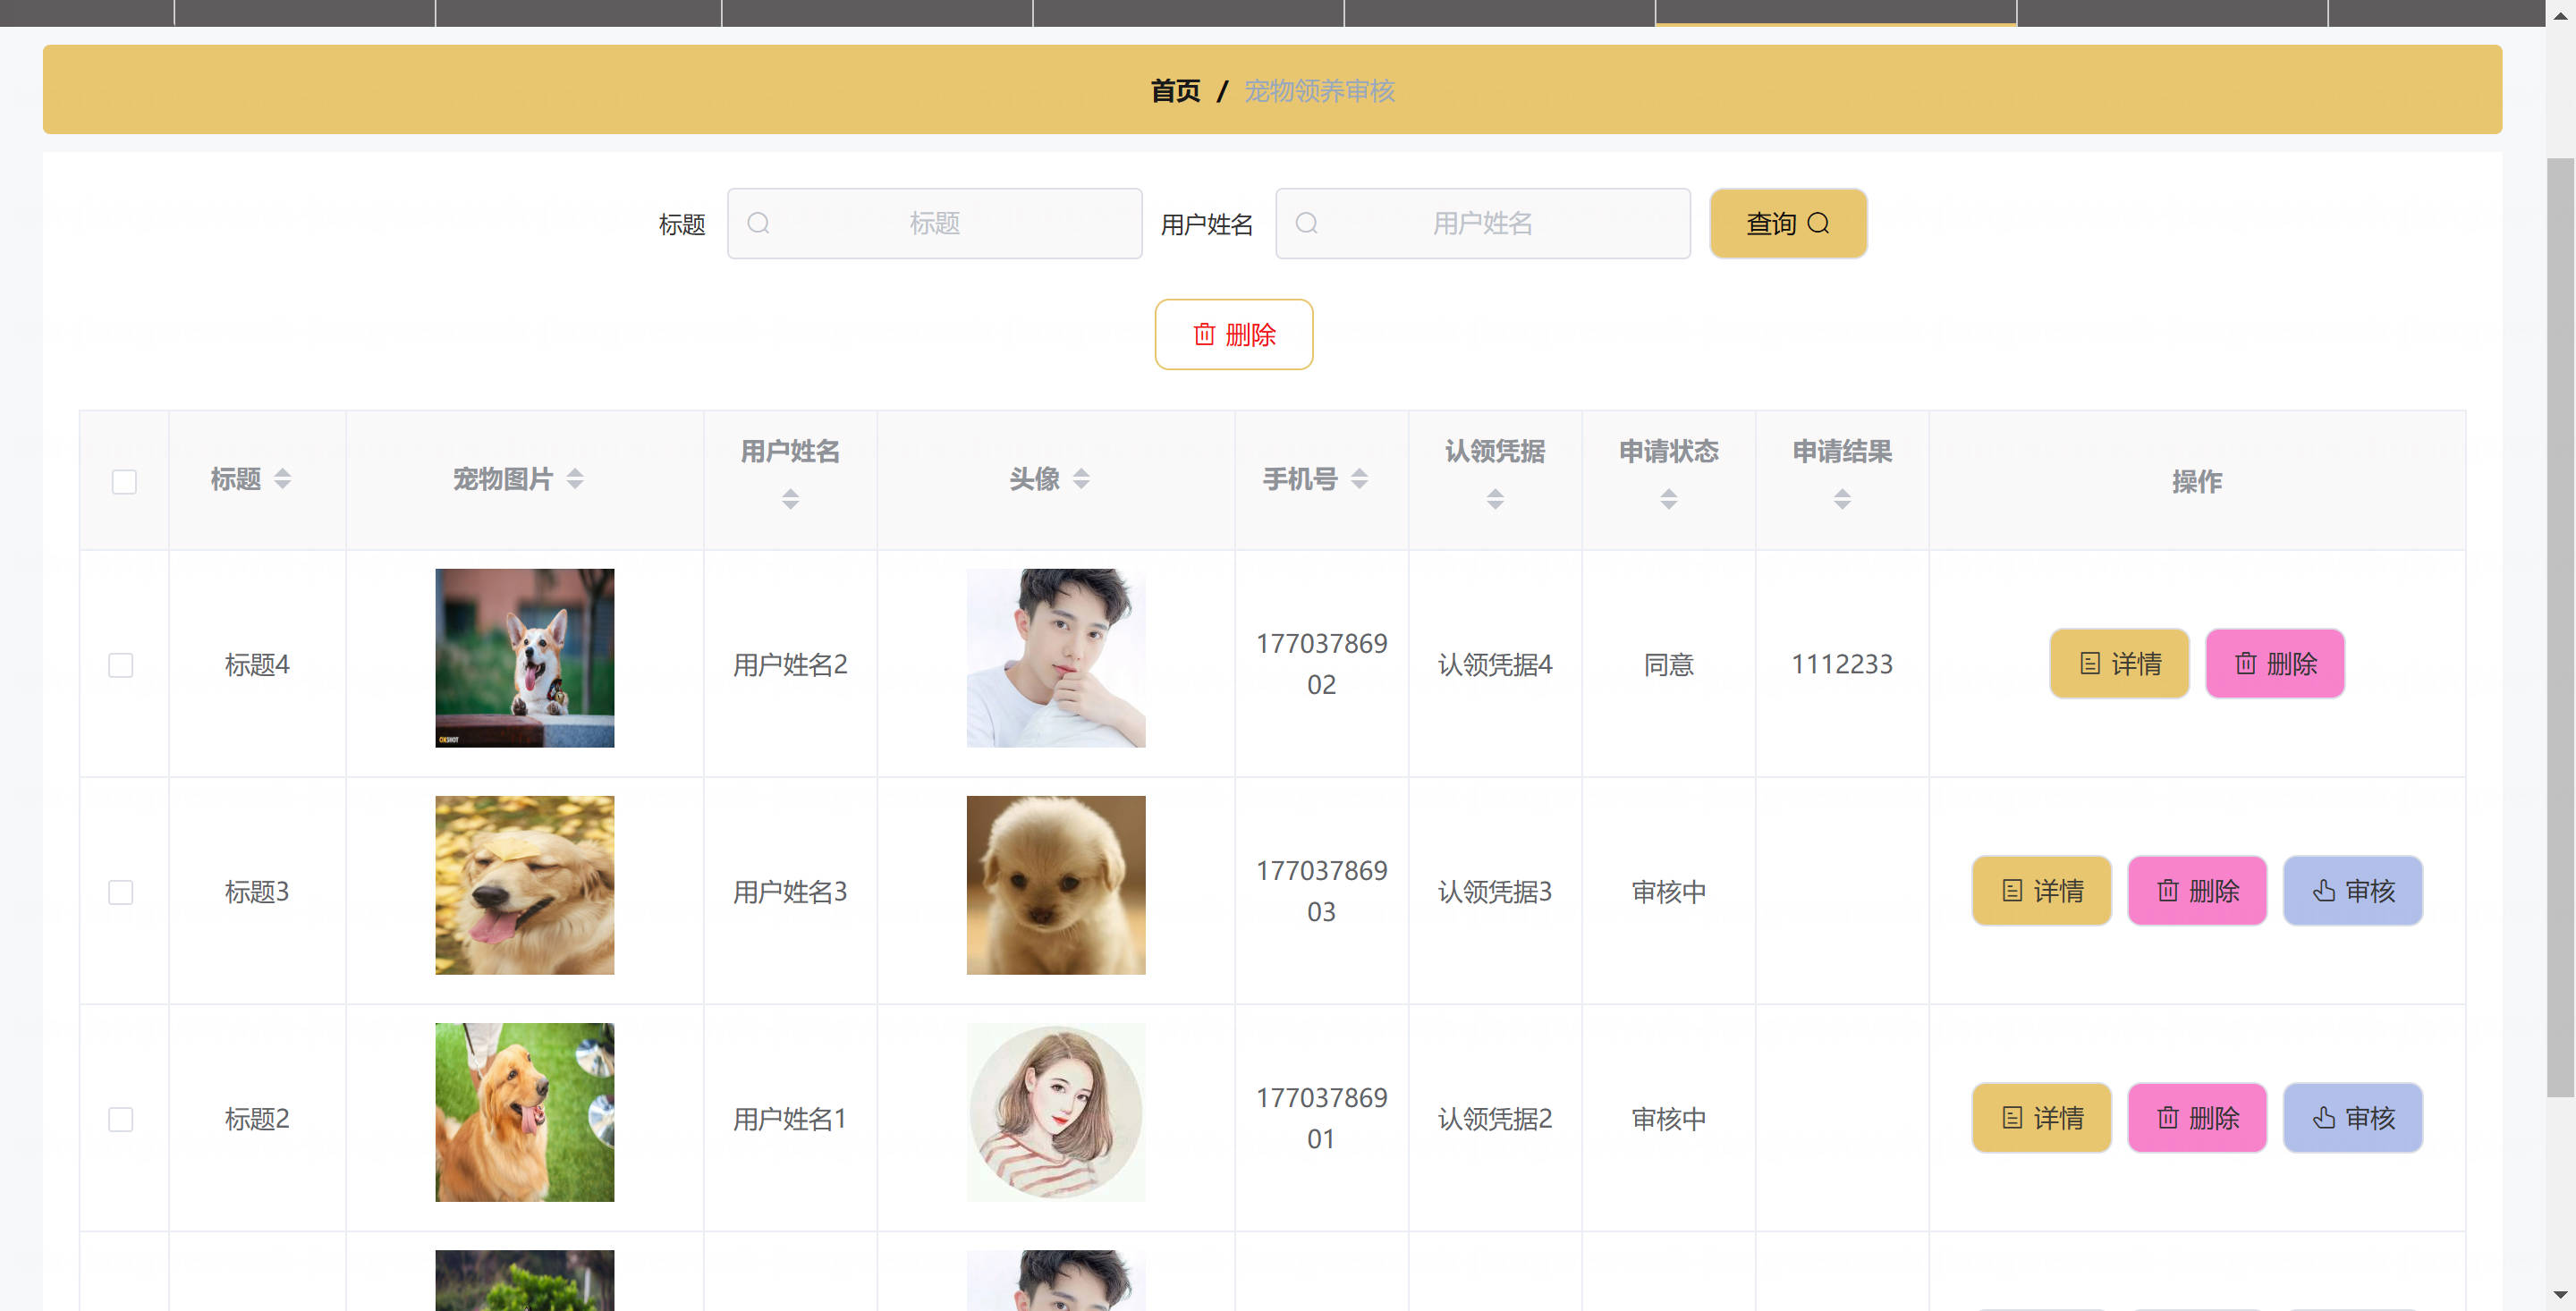 首页 / 宠物领养审核
标题 标题 用户姓名 用户姓名 查询
删除
标题 宠物图片 用户姓名 头像 手机号 认领凭据 申请状态 申请结果 操作
标题4 用户姓名2 17703786902 认领凭据4 同意 1112233 详情 删除
标题3 用户姓名3 17703786903 认领凭据3 审核中 详情 删除 审核
标题2 用户姓名1 17703786901 认领凭据2 审核中 详情 删除 审核